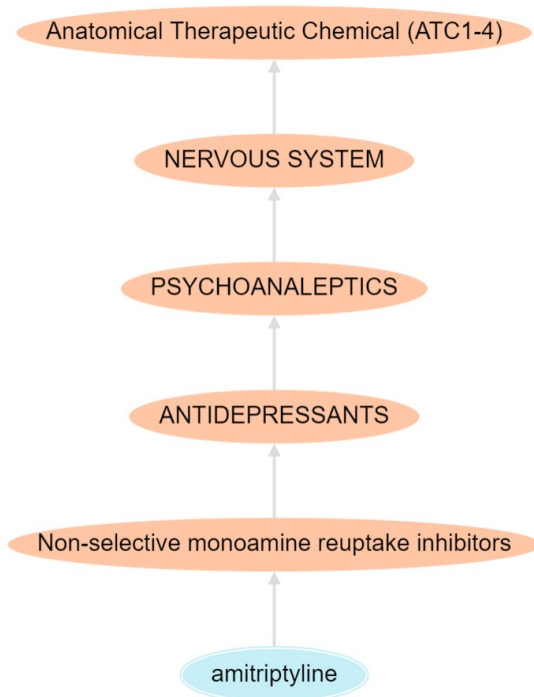 Anatomical Therapeutic Chemical (ATC1-4)
NERVOUS SYSTEM
PSYCHOANALEPTICS
ANTIDEPRESSANTS
Non-selective monoamine reuptake inhibitors
amitriptyline